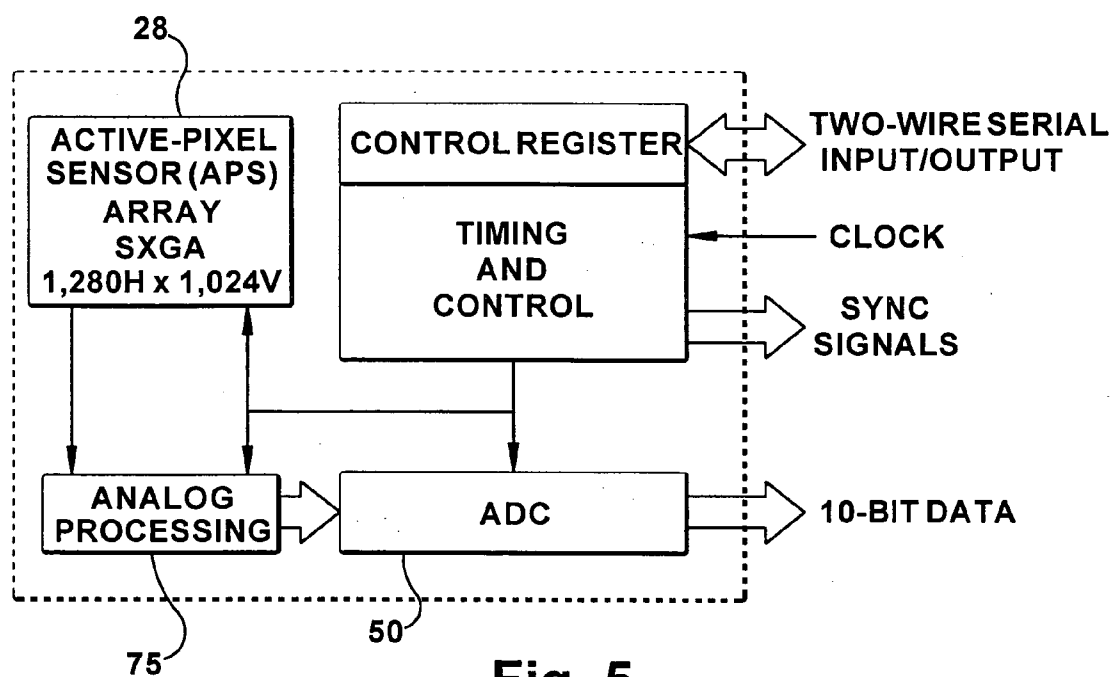 28
ACTIVE-PIXEL
SENSOR (APS)
ARRAY
SXGA
1,280H x 1,024V
CONTROL REGISTER
TWO-WIRE SERIAL
INPUT/OUTPUT
TIMING
AND
CONTROL
CLOCK
SYNC
SIGNALS
ANALOG
PROCESSING
ADC
10-BIT DATA
75
50
Fig. 5